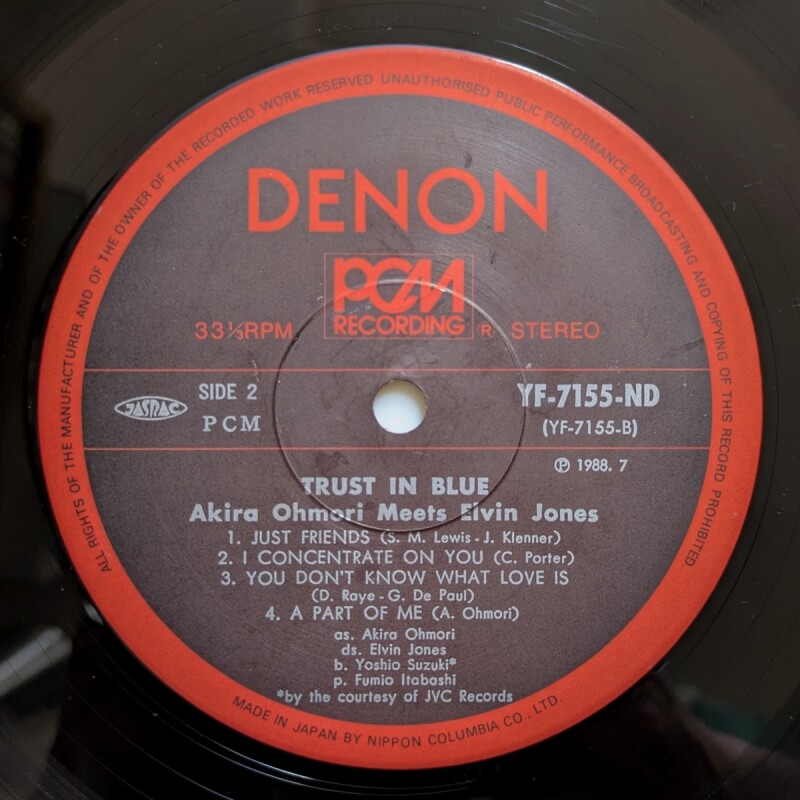 ALL RIGHTS OF THE MANUFACTURER AND OF THE OWNER OF THE RECORDED WORK RESERVED UNAUTHORISED PUBLIC PERFORMANCE BROADCASTING AND COPYING OF THIS RECORD PROHIBITED.
DENON
PCM
RECORDING
33⅓RPM ® STEREO
JASRAC
SIDE 2
PCM
YF-7155-ND
(YF-7155-B)
℗ 1988. 7
TRUST IN BLUE
Akira Ohmori Meets Elvin Jones
1. JUST FRIENDS (S. M. Lewis - J. Klenner)
2. I CONCENTRATE ON YOU (C. Porter)
3. YOU DON'T KNOW WHAT LOVE IS
(D. Raye - G. De Paul)
4. A PART OF ME (A. Ohmori)
as. Akira Ohmori
ds. Elvin Jones
b. Yoshio Suzuki*
p. Fumio Itabashi
*by the courtesy of JVC Records
MADE IN JAPAN BY NIPPON COLUMBIA CO., LTD.